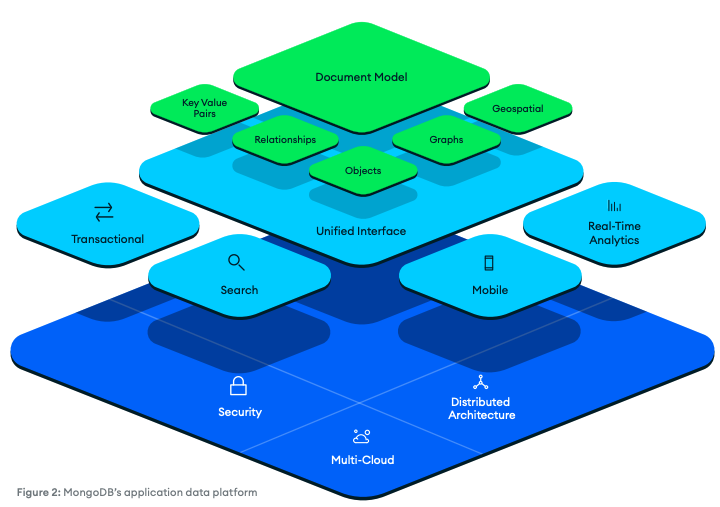 Document Model
Key Value
Pairs
Geospatial
Relationships
Graphs
Objects
Unified Interface
Transactional
Real-Time
Analytics
Search
Mobile
Security
Distributed
Architecture
Multi-Cloud
Figure 2: MongoDB's application data platform